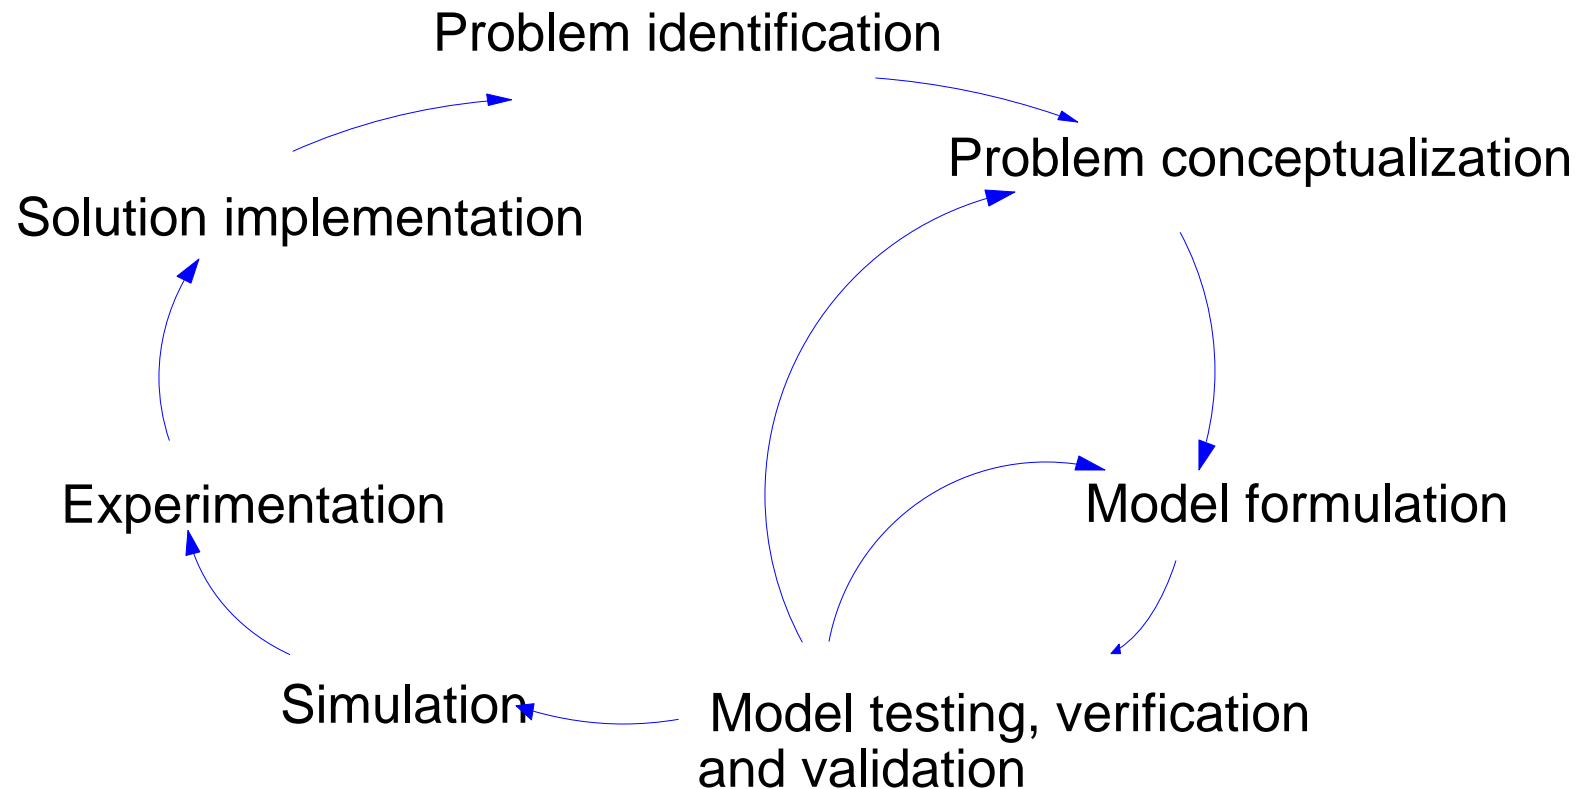 Problem identification
Problem conceptualization
Solution implementation
Experimentation
Model formulation
Simulation
Model testing, verification
and validation